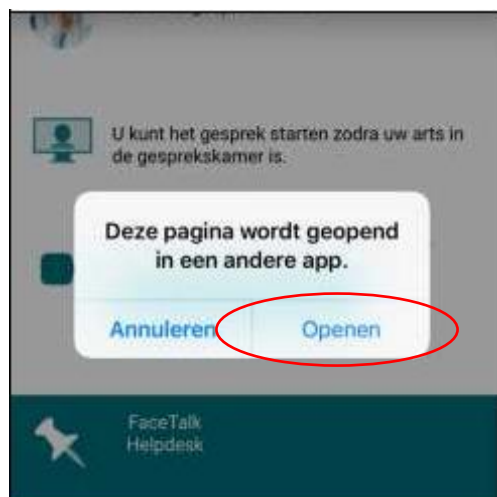 U kunt het gesprek starten zodra uw arts in
de gesprekskamer is.
Deze pagina wordt geopend
in een andere app.
Annuleren Openen
FaceTalk
Helpdesk